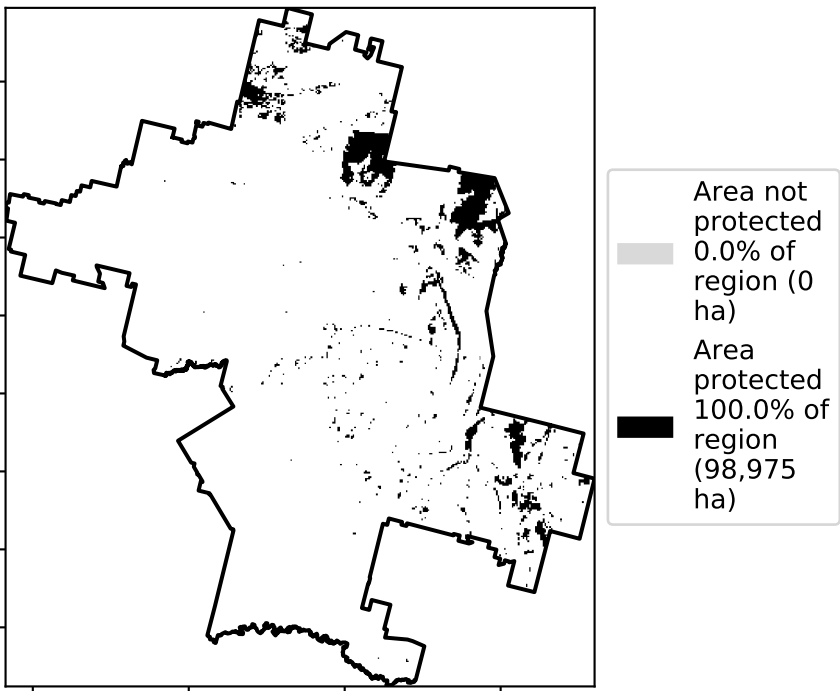 Area not
protected
0.0% of
region (0
ha)
Area
protected
100.0% of
region
(98,975
ha)